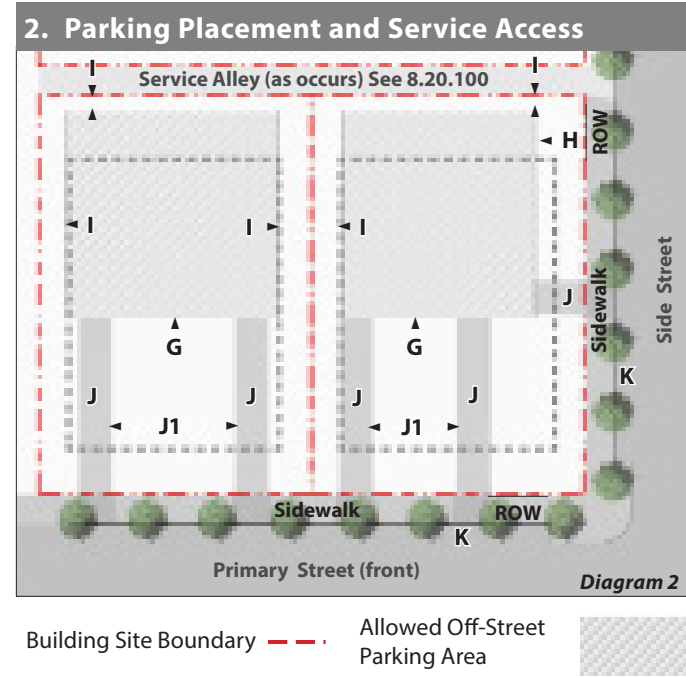 2. Parking Placement and Service Access
I
I
Service Alley (as occurs) See 8.20.100
H
ROW
I
I
I
J
Sidewalk
Side Street
G
G
K
J
J1
J
J
J1
J
Sidewalk
ROW
K
Primary Street (front)
Diagram 2
Building Site Boundary
Allowed Off-Street
Parking Area